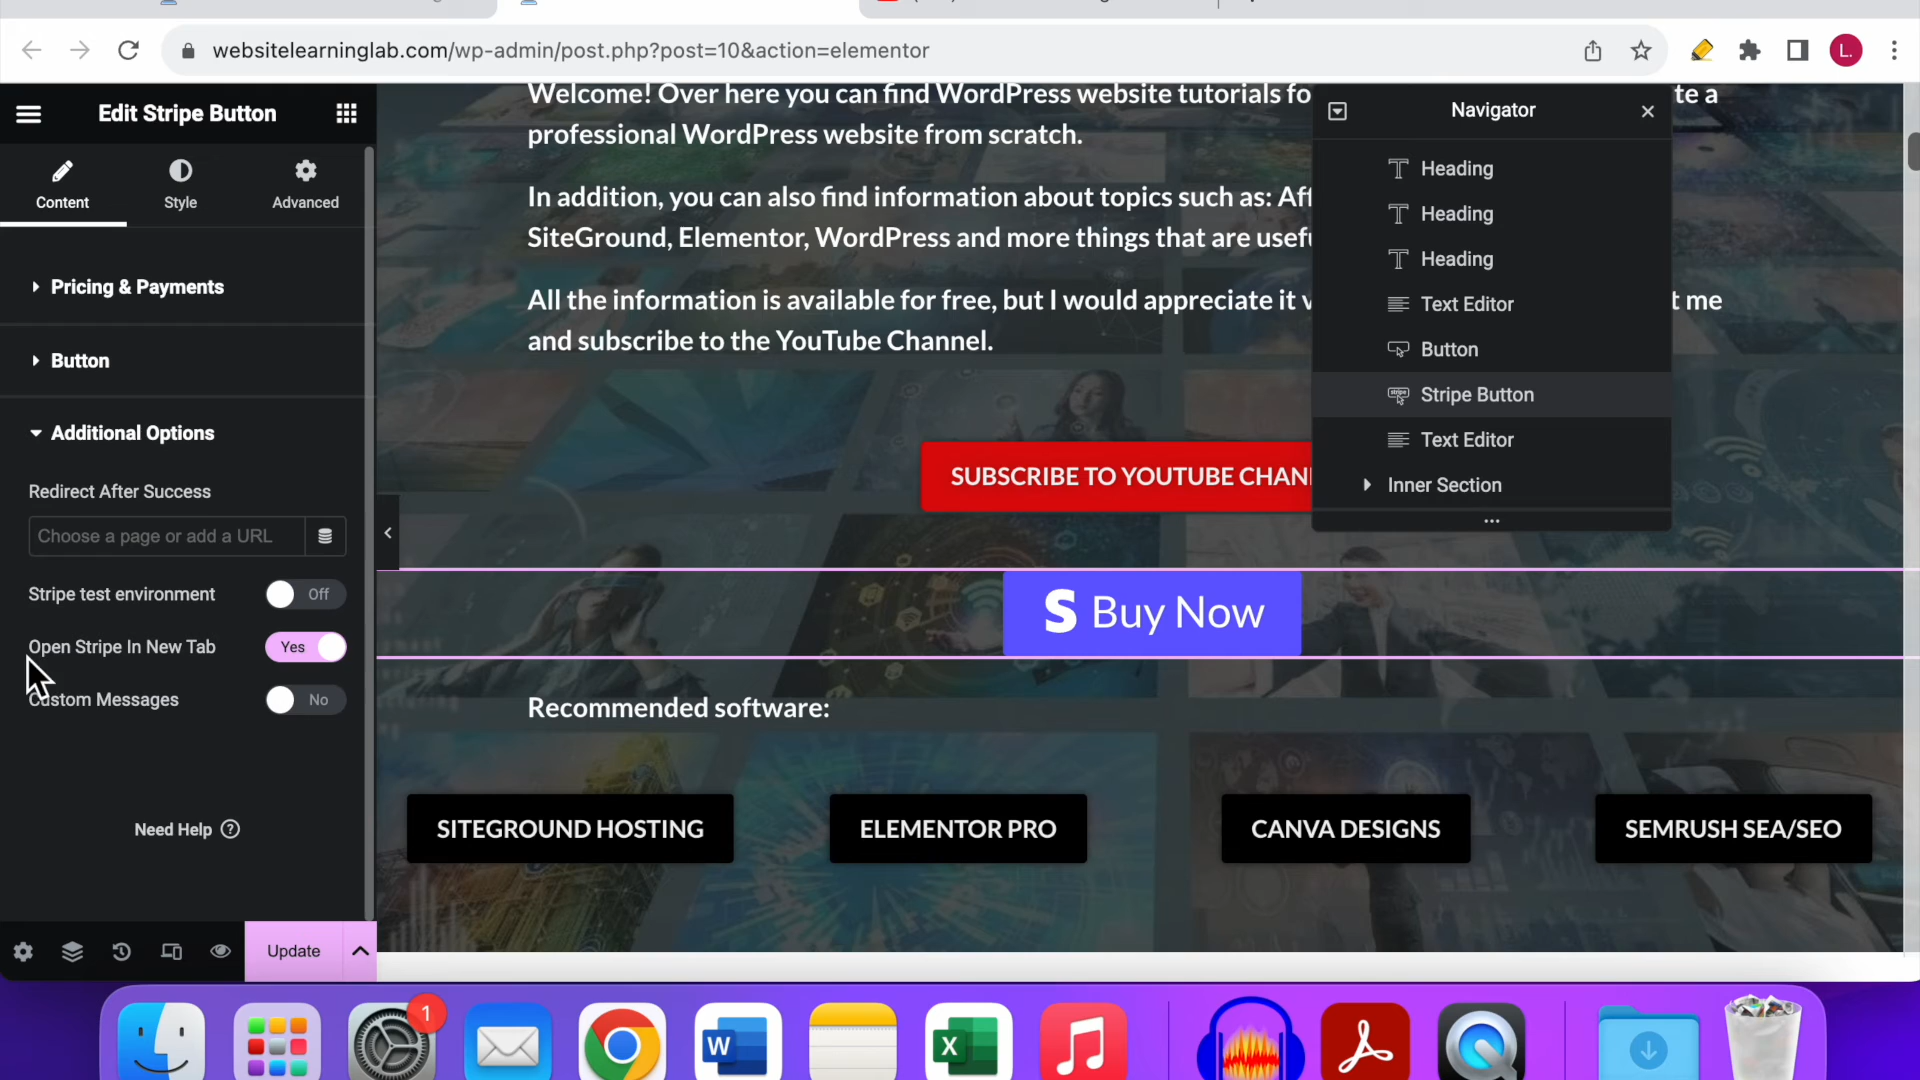 websitelearninglab.com/wp-admin/post.php?post=10&action=elementor
L.
Edit Stripe Button
Content
Style
Advanced
Pricing & Payments
Button
Additional Options
Redirect After Success
Choose a page or add a URL
Stripe test environment
Off
Open Stripe In New Tab
Yes
Custom Messages
No
Need Help
Update
Welcome! Over here you can find WordPress website tutorials fo
te a
professional WordPress website from scratch.
In addition, you can also find information about topics such as: Aff
SiteGround, Elementor, WordPress and more things that are usefu
All the information is available for free, but I would appreciate it v
t me
and subscribe to the YouTube Channel.
SUBSCRIBE TO YOUTUBE CHANN
S Buy Now
Recommended software:
SITEGROUND HOSTING
ELEMENTOR PRO
CANVA DESIGNS
SEMRUSH SEA/SEO
Navigator
Heading
Heading
Heading
Text Editor
Button
stripe
Stripe Button
Text Editor
Inner Section
1
W
X